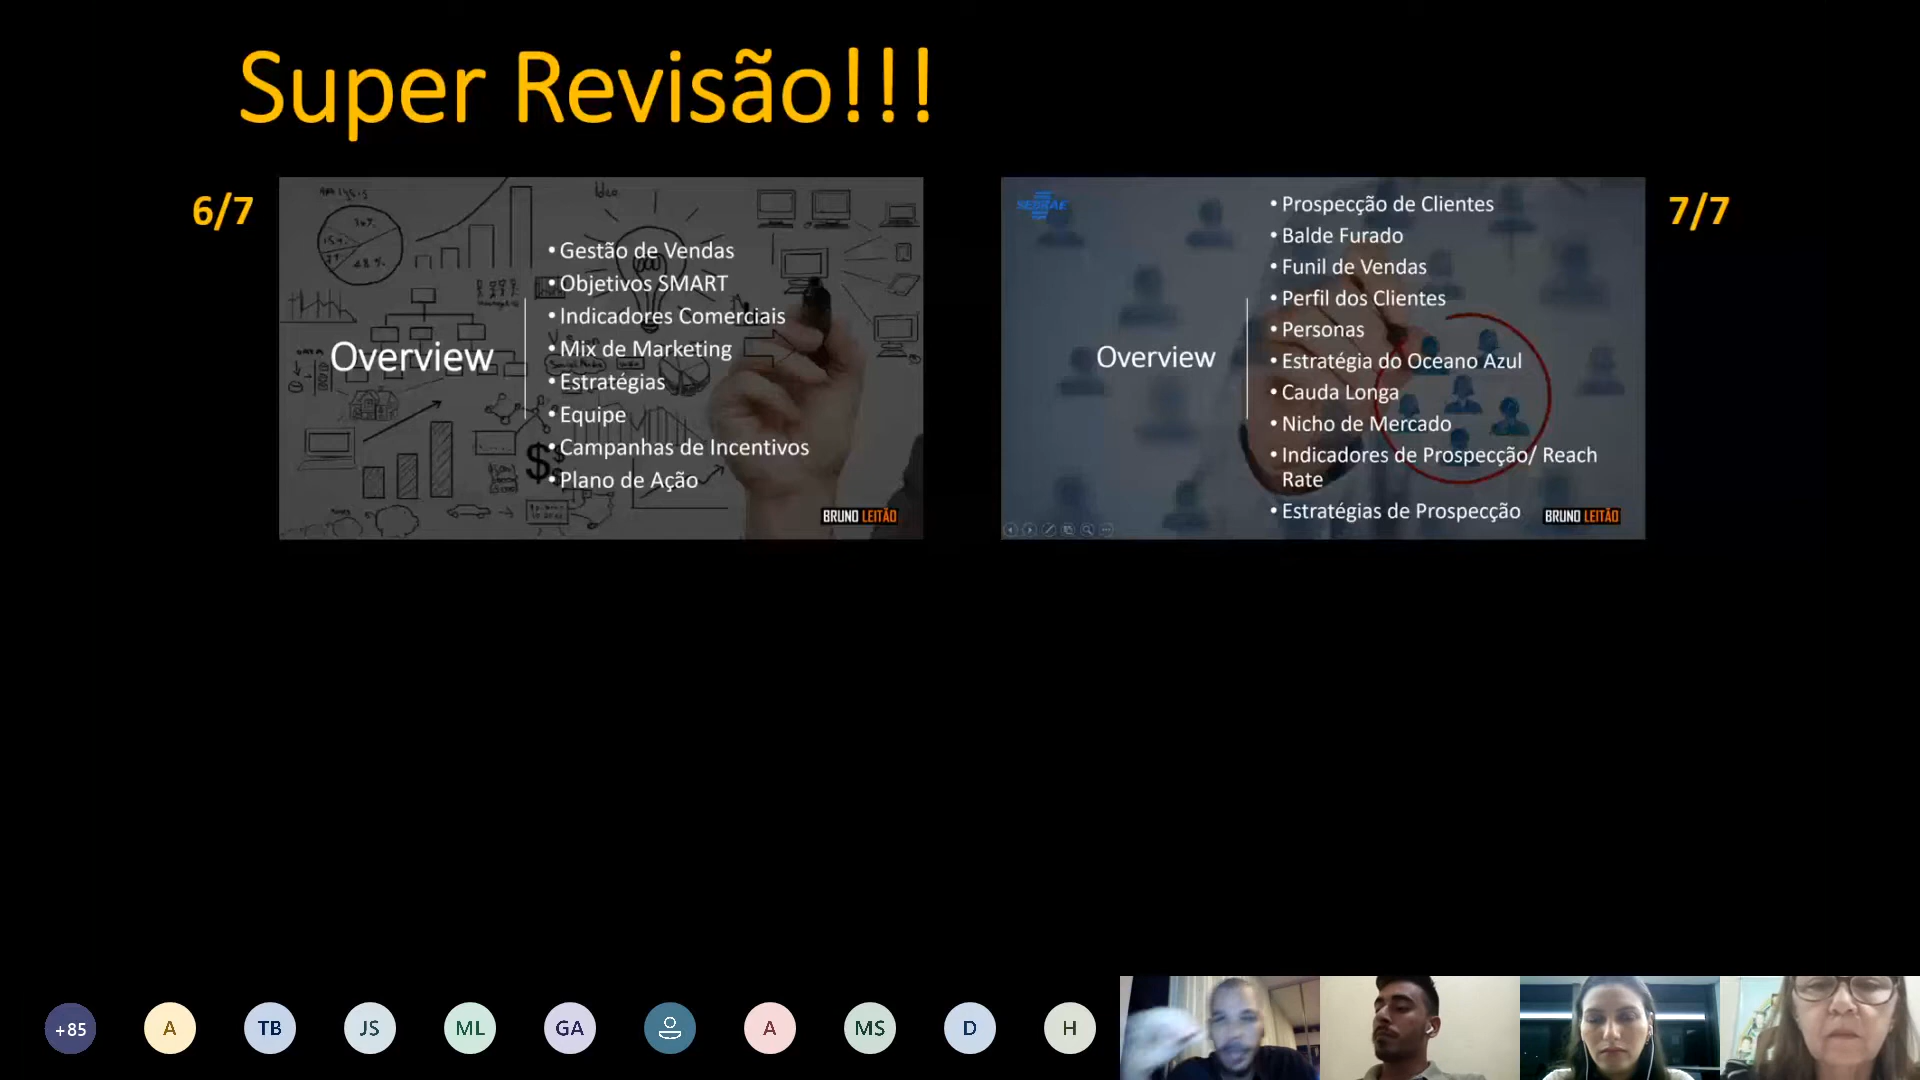 Super Revisão!!!
6/7
Overview
• Gestão de Vendas
• Objetivos SMART
• Indicadores Comerciais
• Mix de Marketing
• Estratégias
• Equipe
• Campanhas de Incentivos
• Plano de Ação
BRUNO LEITÃO
7/7
SEBRAE
Overview
• Prospecção de Clientes
• Balde Furado
• Funil de Vendas
• Perfil dos Clientes
• Personas
• Estratégia do Oceano Azul
• Cauda Longa
• Nicho de Mercado
• Indicadores de Prospecção/ Reach
Rate
• Estratégias de Prospecção
BRUNO LEITÃO
+85
A
TB
JS
ML
GA
A
MS
D
H